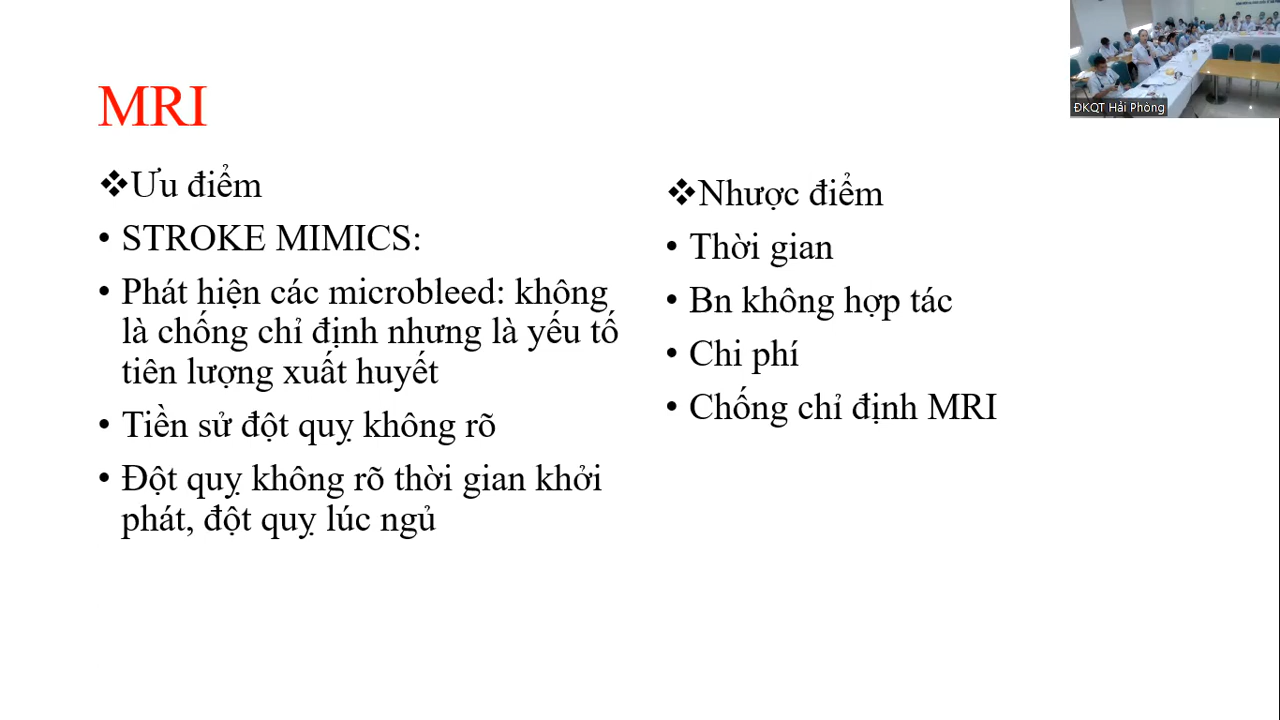 MRI
❖Ưu điểm
• STROKE MIMICS:
• Phát hiện các microbleed: không
là chống chỉ định nhưng là yếu tố
tiên lượng xuất huyết
• Tiền sử đột quỵ không rõ
• Đột quỵ không rõ thời gian khởi
phát, đột quỵ lúc ngủ
❖Nhược điểm
• Thời gian
• Bn không hợp tác
• Chi phí
• Chống chỉ định MRI
ĐKQT Hải Phòng